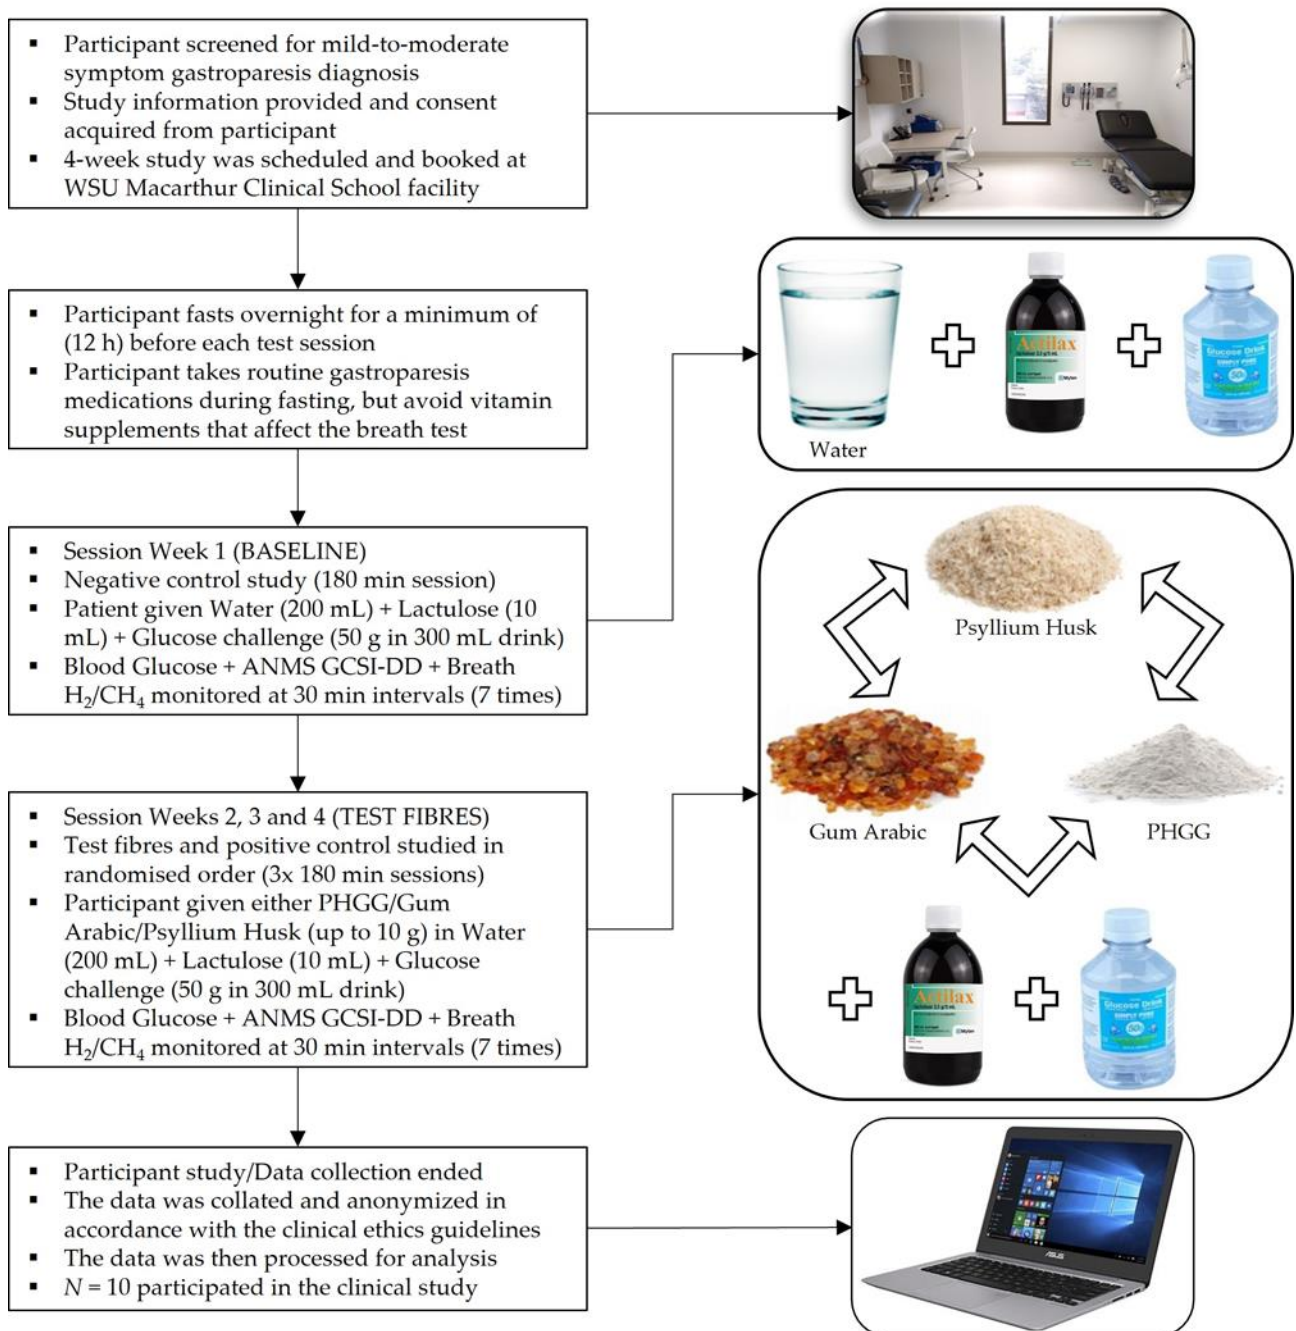 ▪ Participant screened for mild-to-moderate
symptom gastroparesis diagnosis
▪ Study information provided and consent
acquired from participant
▪ 4-week study was scheduled and booked at
WSU Macarthur Clinical School facility
▪ Participant fasts overnight for a minimum of
(12 h) before each test session
▪ Participant takes routine gastroparesis
medications during fasting, but avoid vitamin
supplements that affect the breath test
Water
Actilax
Mylan
Glucose Drink
SIMPLY PURE
50
▪ Session Week 1 (BASELINE)
▪ Negative control study (180 min session)
▪ Patient given Water (200 mL) + Lactulose (10
mL) + Glucose challenge (50 g in 300 mL drink)
▪ Blood Glucose + ANMS GCSI-DD + Breath
H₂/CH₄ monitored at 30 min intervals (7 times)
Psyllium Husk
Gum Arabic
PHGG
▪ Session Weeks 2, 3 and 4 (TEST FIBRES)
▪ Test fibres and positive control studied in
randomised order (3x 180 min sessions)
▪ Participant given either PHGG/Gum
Arabic/Psyllium Husk (up to 10 g) in Water
(200 mL) + Lactulose (10 mL) + Glucose
challenge (50 g in 300 mL drink)
▪ Blood Glucose + ANMS GCSI-DD + Breath
H₂/CH₄ monitored at 30 min intervals (7 times)
Actilax
Mylan
Glucose Drink
SIMPLY PURE
50
▪ Participant study/Data collection ended
▪ The data was collated and anonymized in
accordance with the clinical ethics guidelines
▪ The data was then processed for analysis
▪ N = 10 participated in the clinical study
ASUS